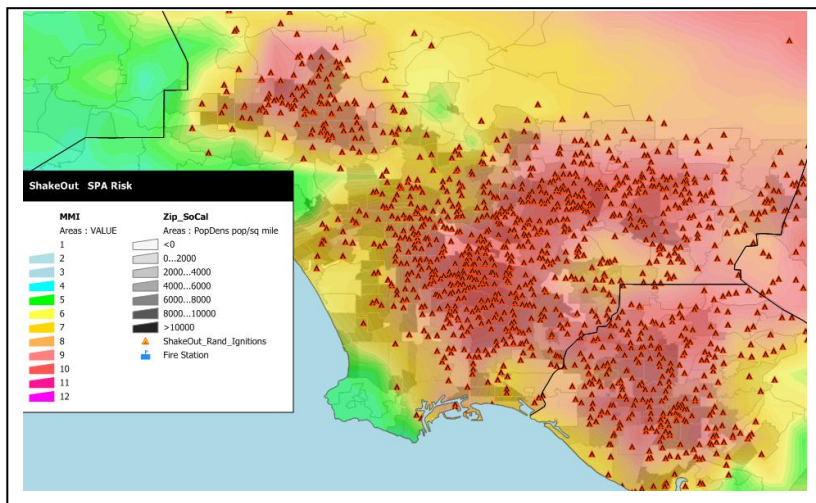 ShakeOut SPA Risk
MMI
Areas : VALUE
1
2
3
4
5
6
7
8
9
10
11
12
Zip_SoCal
Areas : PopDens pop/sq mile
<0
0...2000
2000...4000
4000...6000
6000...8000
8000...10000
>10000
ShakeOut_Rand_Ignitions
Fire Station